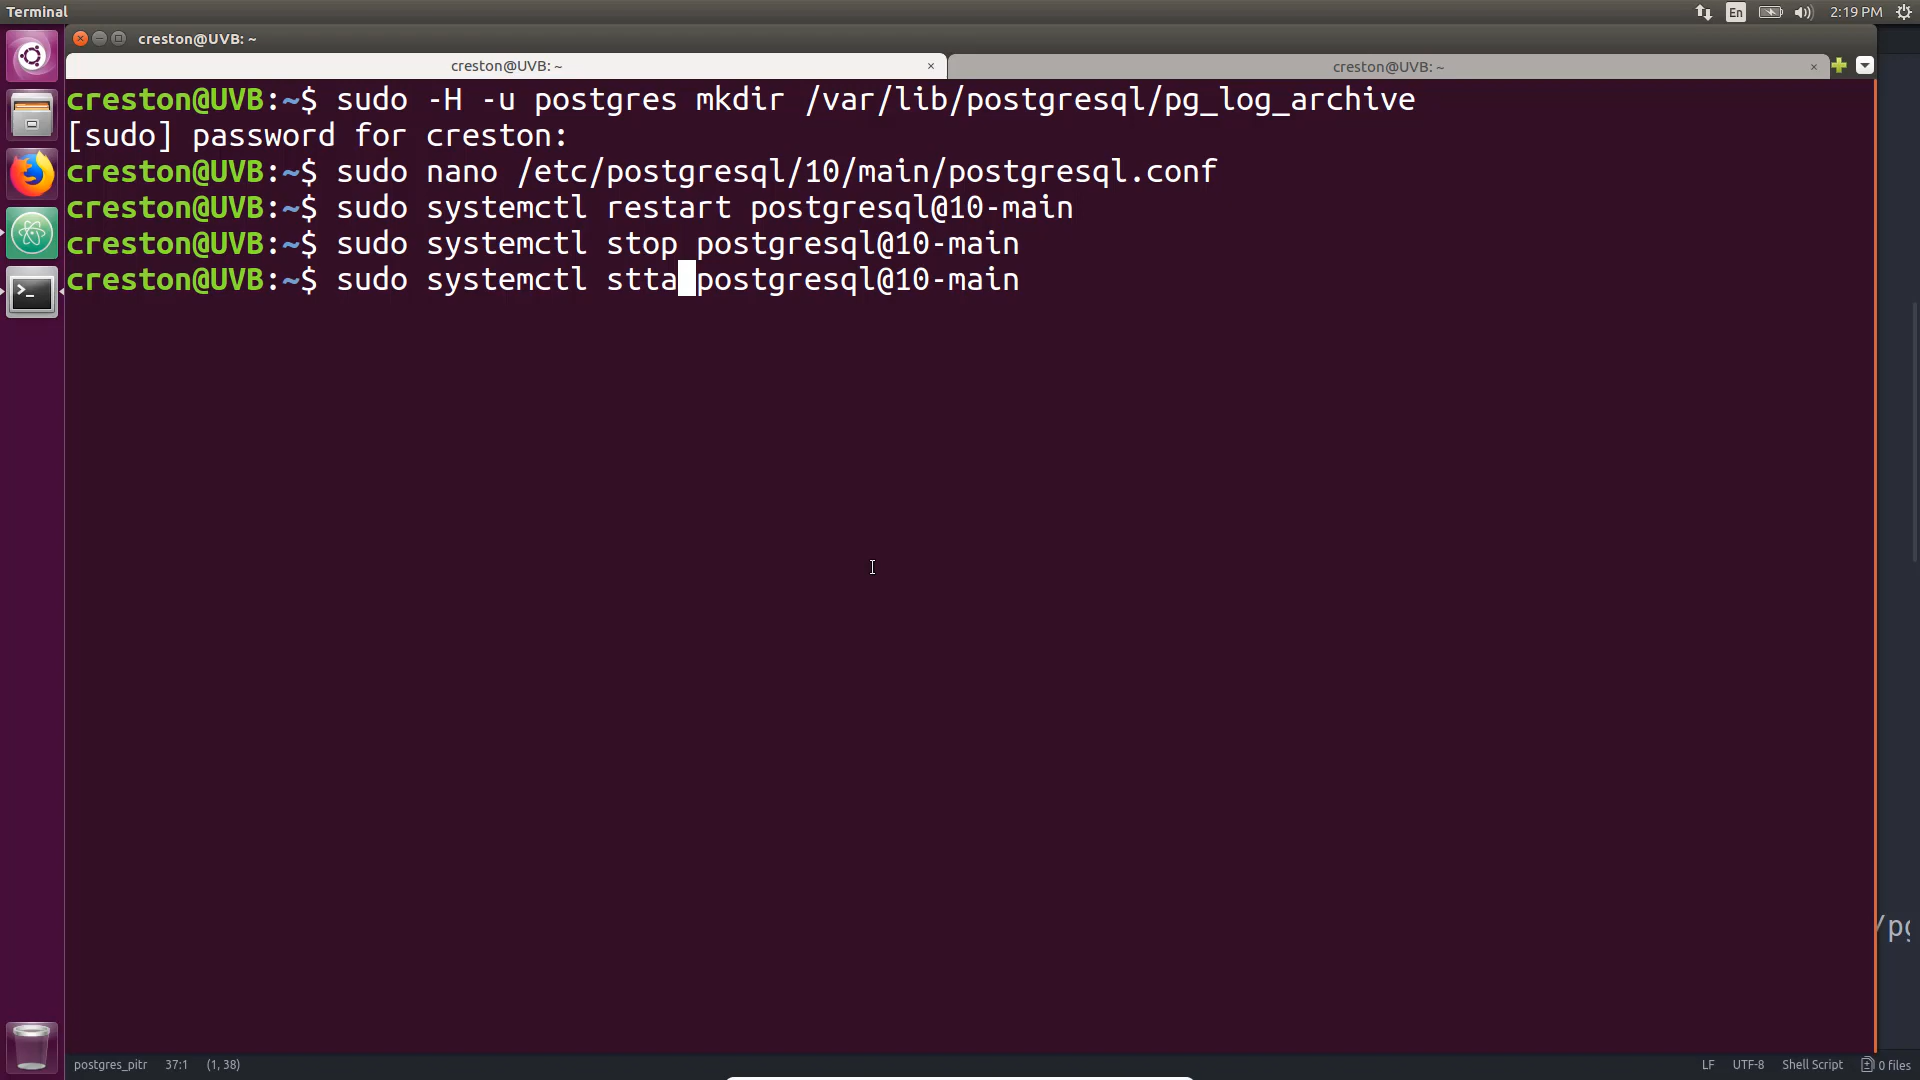 Terminal
En
2:19 PM
creston@UVB: ~
creston@UVB: ~
creston@UVB: ~
creston@UVB:~$ sudo -H -u postgres mkdir /var/lib/postgresql/pg_log_archive
[sudo] password for creston:
creston@UVB:~$ sudo nano /etc/postgresql/10/main/postgresql.conf
creston@UVB:~$ sudo systemctl restart postgresql@10-main
creston@UVB:~$ sudo systemctl stop postgresql@10-main
creston@UVB:~$ sudo systemctl stta postgresql@10-main
postgres_pitr 37:1 (1, 38)
LF UTF-8 Shell Script 0 files